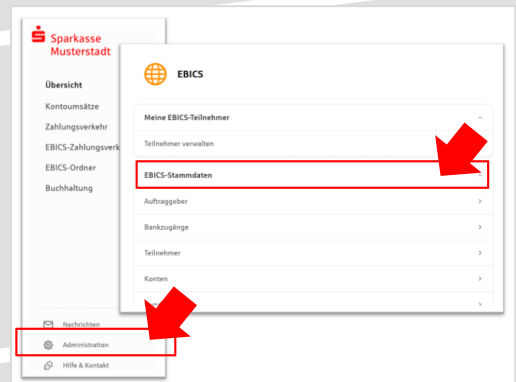 Sparkasse
Musterstadt
Übersicht
Kontoumsätze
Zahlungsverkehr
EBICS-Zahlungsverk
EBICS-Ordner
Buchhaltung
Nachrichten
Administration
Hilfe & Kontakt
EBICS
Meine EBICS-Teilnehmer
Teilnehmer verwalten
EBICS-Stammdaten
Auftraggeber
Bankzugänge
Teilnehmer
Konten